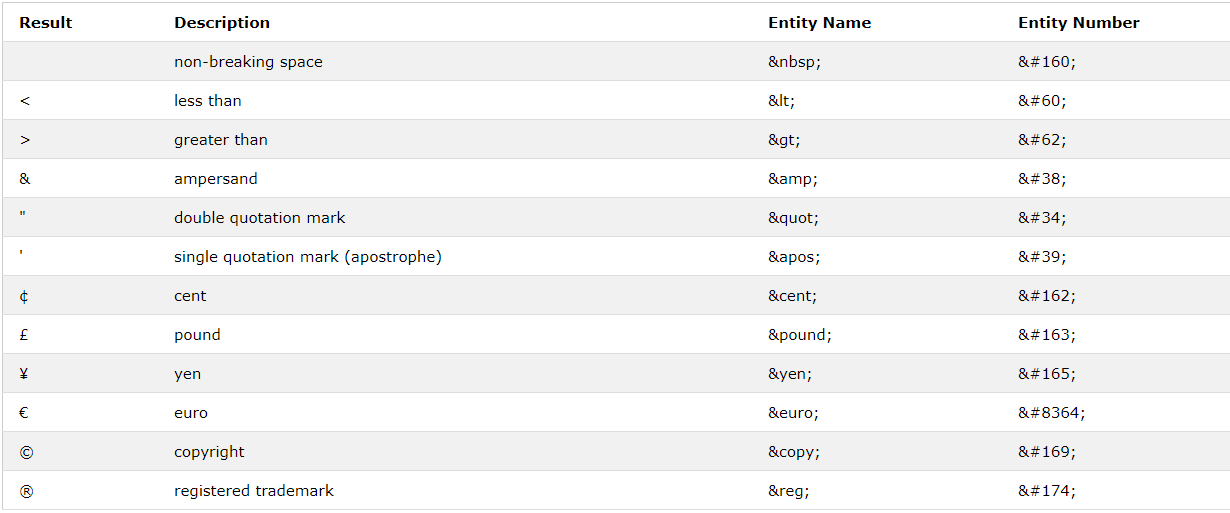 Result Description Entity Name Entity Number
non-breaking space &nbsp; &#160;
< less than &lt; &#60;
> greater than &gt; &#62;
& ampersand &amp; &#38;
" double quotation mark &quot; &#34;
' single quotation mark (apostrophe) &apos; &#39;
¢ cent &cent; &#162;
£ pound &pound; &#163;
¥ yen &yen; &#165;
€ euro &euro; &#8364;
© copyright &copy; &#169;
® registered trademark &reg; &#174;